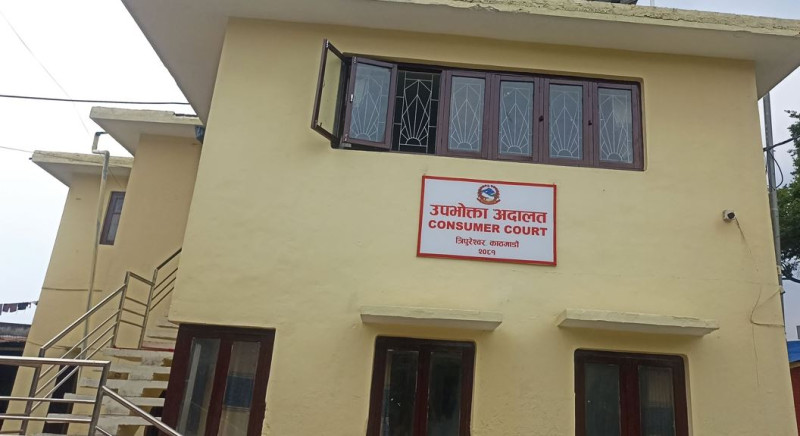 उपभोक्ता अदालत
CONSUMER COURT
त्रिपुरेश्वर, काठमाडौं
२०८१